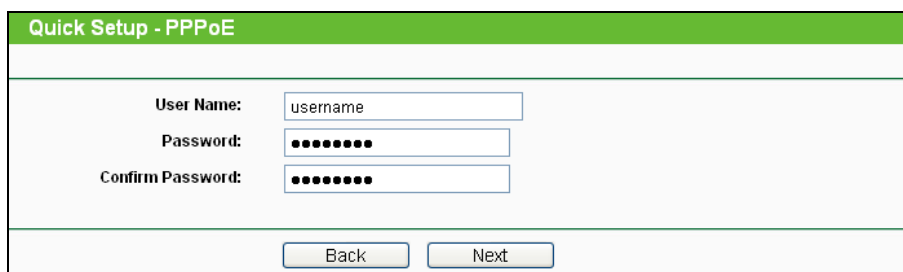 Quick Setup - PPPoE
User Name: username
Password: ●●●●●●●●
Confirm Password: ●●●●●●●●
Back Next